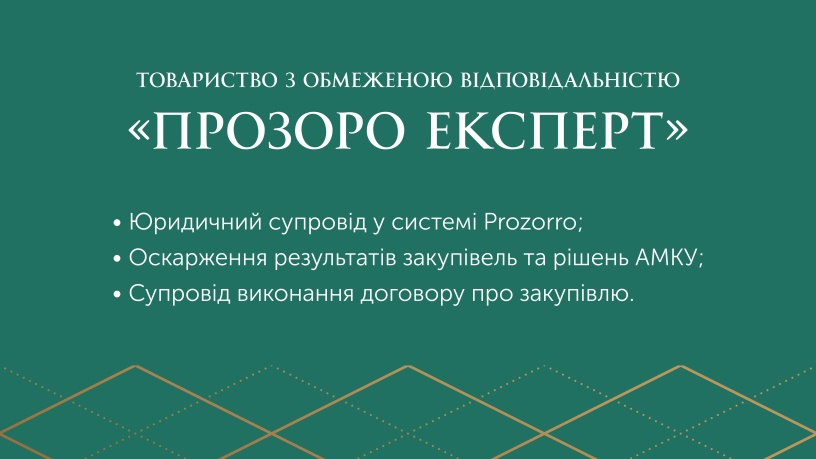 ТОВАРИСТВО З ОБМЕЖЕНОЮ ВІДПОВІДАЛЬНІСТЮ
«ПРОЗОРО ЕКСПЕРТ»
• Юридичний супровід у системі Prozorro;
• Оскарження результатів закупівель та рішень АМКУ;
• Супровід виконання договору про закупівлю.